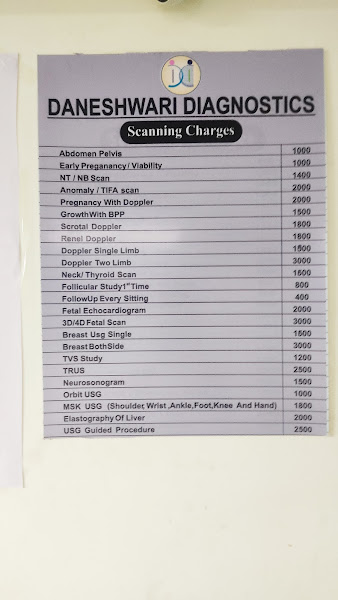 DANESHWARI DIAGNOSTICS
Scanning Charges
Abdomen Pelvis 1000
Early Preganancy / Viability 1000
NT / NB Scan 1400
Anomaly / TIFA scan 2000
Pregnancy With Doppler 2000
GrowthWith BPP 1500
Scrotal Doppler 1800
Renel Doppler 1800
Doppler Single Limb 1500
Doppler Two Limb 3000
Neck/ Thyroid Scan 1600
Follicular Study1st Time 800
FollowUp Every Sitting 400
Fetal Echocardiogram 2000
3D/4D Fetal Scan 3000
Breast Usg Single 1500
Breast BothSide 3000
TVS Study 1200
TRUS 2500
Neurosonogram 1500
Orbit USG 1000
MSK USG (Shoulder, Wrist ,Ankle,Foot,Knee And Hand) 1800
Elastography Of Liver 2000
USG Guided Procedure 2500